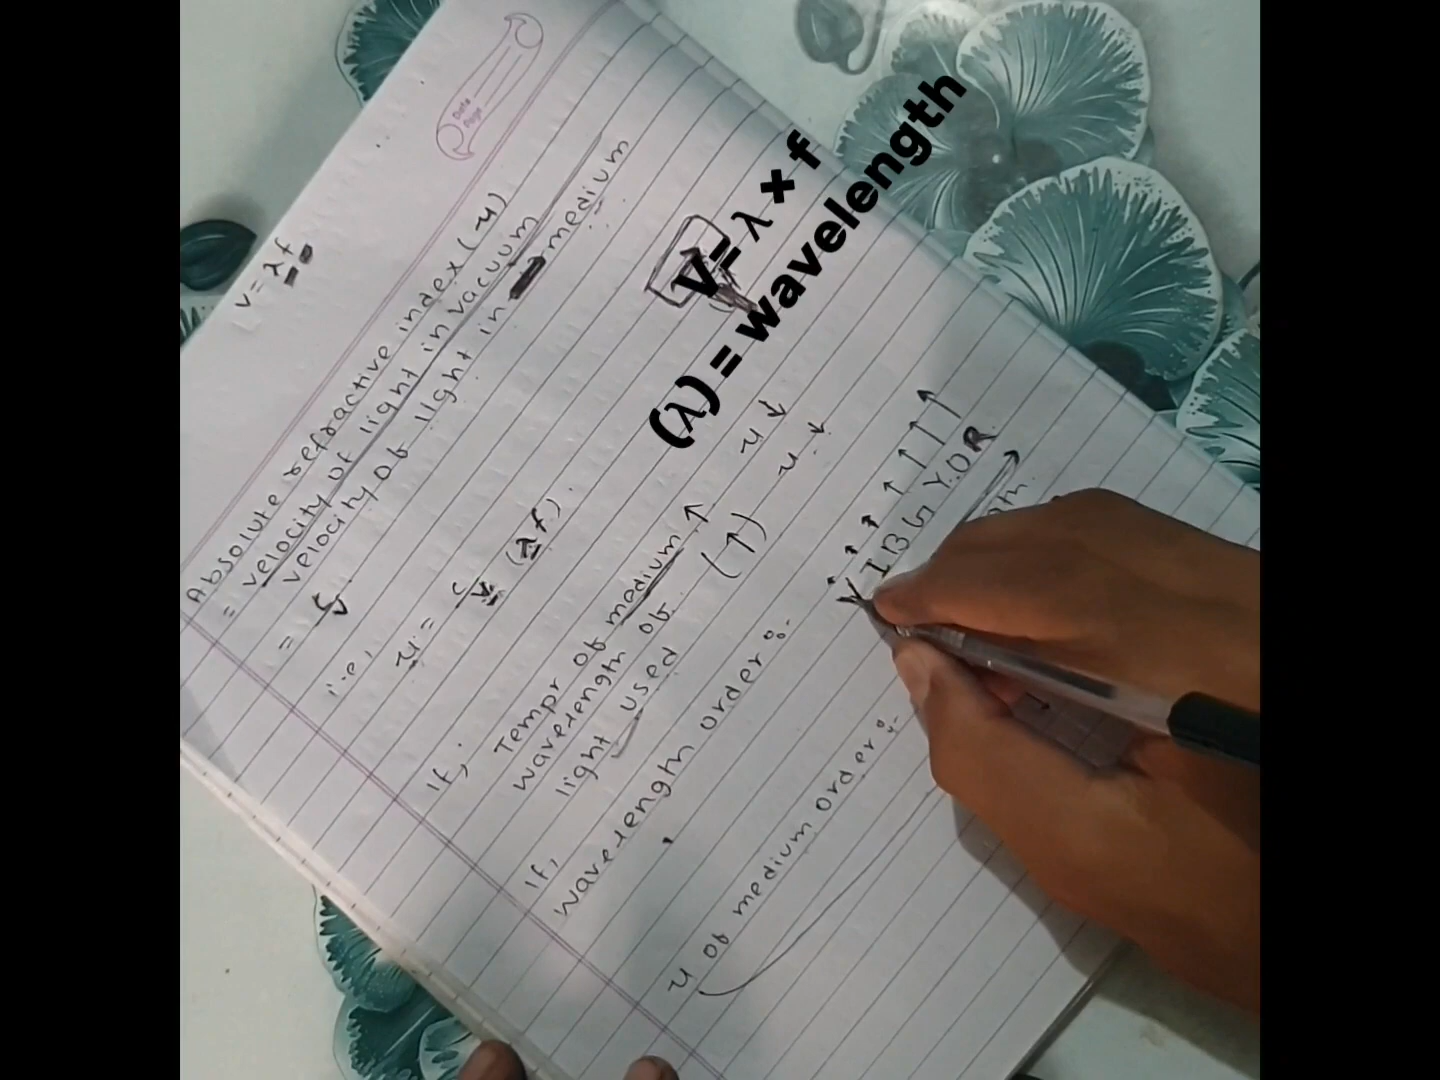 Date
Page
v = λf
Absolute refractive index (μ)
= velocity of light in vacuum
velocity of light in medium
= c/v
i.e,
μ = c/v (λf).
If, Tempr of medium ↑ μ ↓
wavelength of light used (↑) μ ↓
If,
wavelength order :-
V I B G Y O R
μ of medium order :-
V= λ × f
(λ) = wavelength